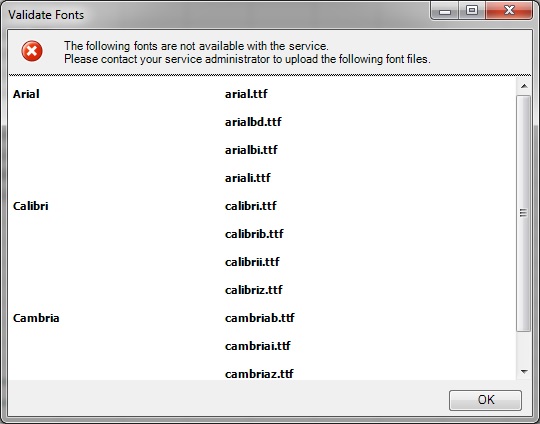 Validate Fonts
The following fonts are not available with the service.
Please contact your service administrator to upload the following font files.
Arial arial.ttf
arialbd.ttf
arialbi.ttf
ariali.ttf
Calibri calibri.ttf
calibrib.ttf
calibrii.ttf
calibriz.ttf
Cambria cambriab.ttf
cambriai.ttf
cambriaz.ttf
OK